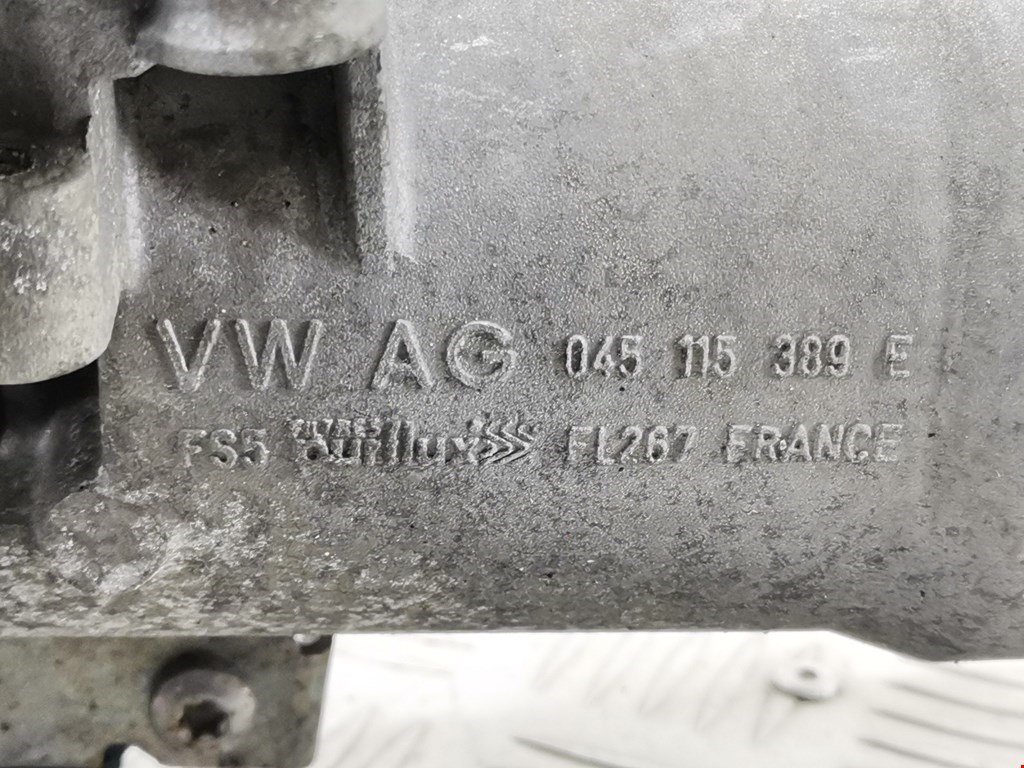 VW AG 045 115 389 E
FS5 purflux FL267 FRANCE